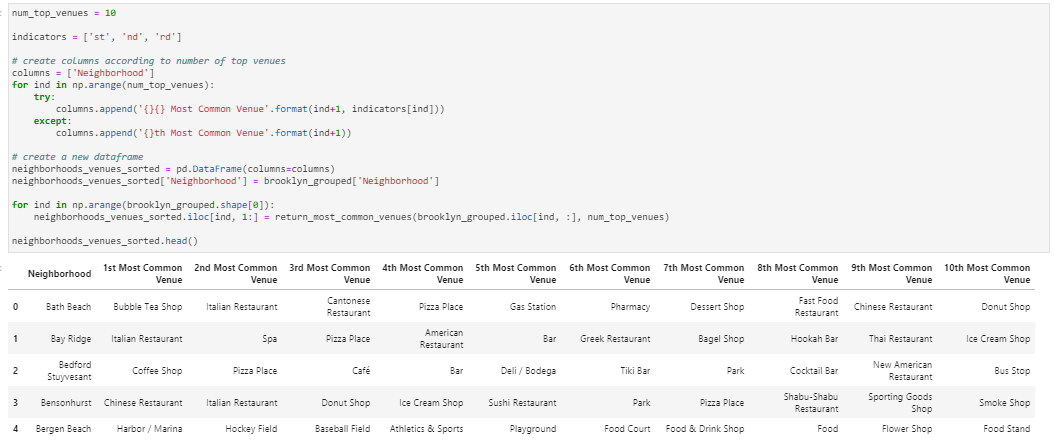 num_top_venues = 10
indicators = ['st', 'nd', 'rd']
# create columns according to number of top venues
columns = ['Neighborhood']
for ind in np.arange(num_top_venues):
    try:
        columns.append('{}{} Most Common Venue'.format(ind+1, indicators[ind]))
    except:
        columns.append('{}th Most Common Venue'.format(ind+1))
# create a new dataframe
neighborhoods_venues_sorted = pd.DataFrame(columns=columns)
neighborhoods_venues_sorted['Neighborhood'] = brooklyn_grouped['Neighborhood']
for ind in np.arange(brooklyn_grouped.shape[0]):
    neighborhoods_venues_sorted.iloc[ind, 1:] = return_most_common_venues(brooklyn_grouped.iloc[ind, :], num_top_venues)
neighborhoods_venues_sorted.head()
Neighborhood 1st Most Common Venue 2nd Most Common Venue 3rd Most Common Venue 4th Most Common Venue 5th Most Common Venue 6th Most Common Venue 7th Most Common Venue 8th Most Common Venue 9th Most Common Venue 10th Most Common Venue
0 Bath Beach Bubble Tea Shop Italian Restaurant Cantonese Restaurant Pizza Place Gas Station Pharmacy Dessert Shop Fast Food Restaurant Chinese Restaurant Donut Shop
1 Bay Ridge Italian Restaurant Spa Pizza Place American Restaurant Bar Greek Restaurant Bagel Shop Hookah Bar Thai Restaurant Ice Cream Shop
2 Bedford Stuyvesant Coffee Shop Pizza Place Café Bar Deli / Bodega Tiki Bar Park Cocktail Bar New American Restaurant Bus Stop
3 Bensonhurst Chinese Restaurant Italian Restaurant Donut Shop Ice Cream Shop Sushi Restaurant Park Pizza Place Shabu-Shabu Restaurant Sporting Goods Shop Smoke Shop
4 Bergen Beach Harbor / Marina Hockey Field Baseball Field Athletics & Sports Playground Food Court Food & Drink Shop Food Flower Shop Food Stand